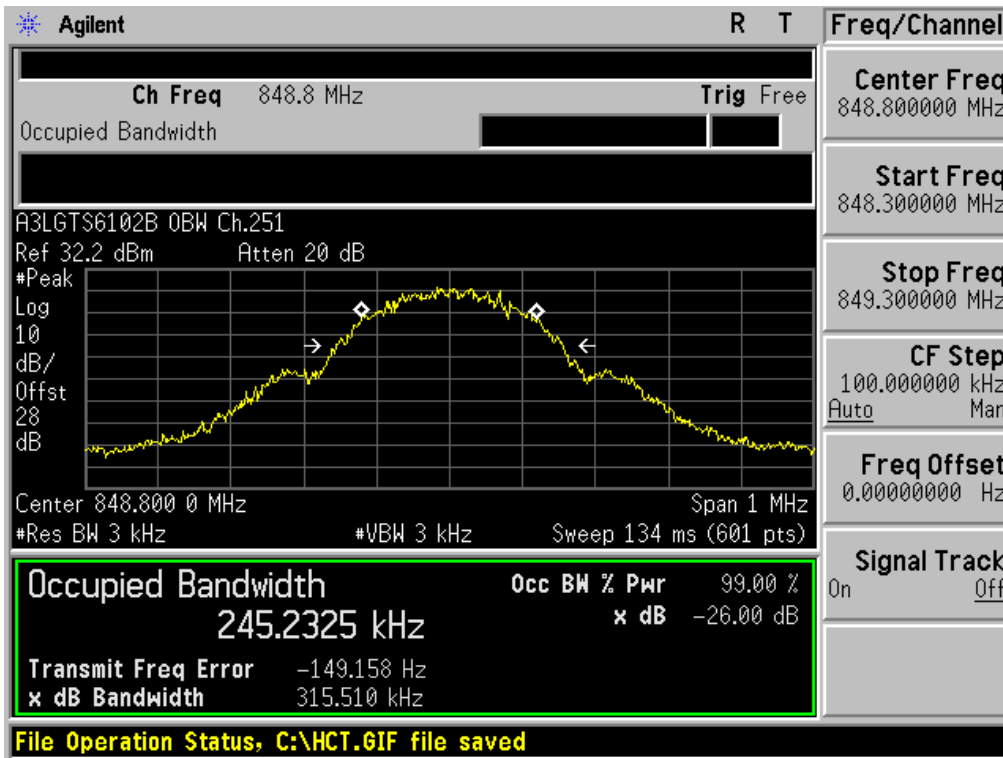 Agilent R T
Ch Freq 848.8 MHz Trig Free
Occupied Bandwidth
A3LGTS6102B OBW Ch.251
Ref 32.2 dBm Atten 20 dB
#Peak
Log
10
dB/
Offst
28
dB
Center 848.800 0 MHz Span 1 MHz
#Res BW 3 kHz #VBW 3 kHz Sweep 134 ms (601 pts)
Occupied Bandwidth Occ BW % Pwr 99.00 %
245.2325 kHz x dB -26.00 dB
Transmit Freq Error -149.158 Hz
x dB Bandwidth 315.510 kHz
File Operation Status, C:\HCT.GIF file saved
Freq/Channel
Center Freq
848.800000 MHz
Start Freq
848.300000 MHz
Stop Freq
849.300000 MHz
CF Step
100.000000 kHz
Auto Man
Freq Offset
0.00000000 Hz
Signal Track
On Off